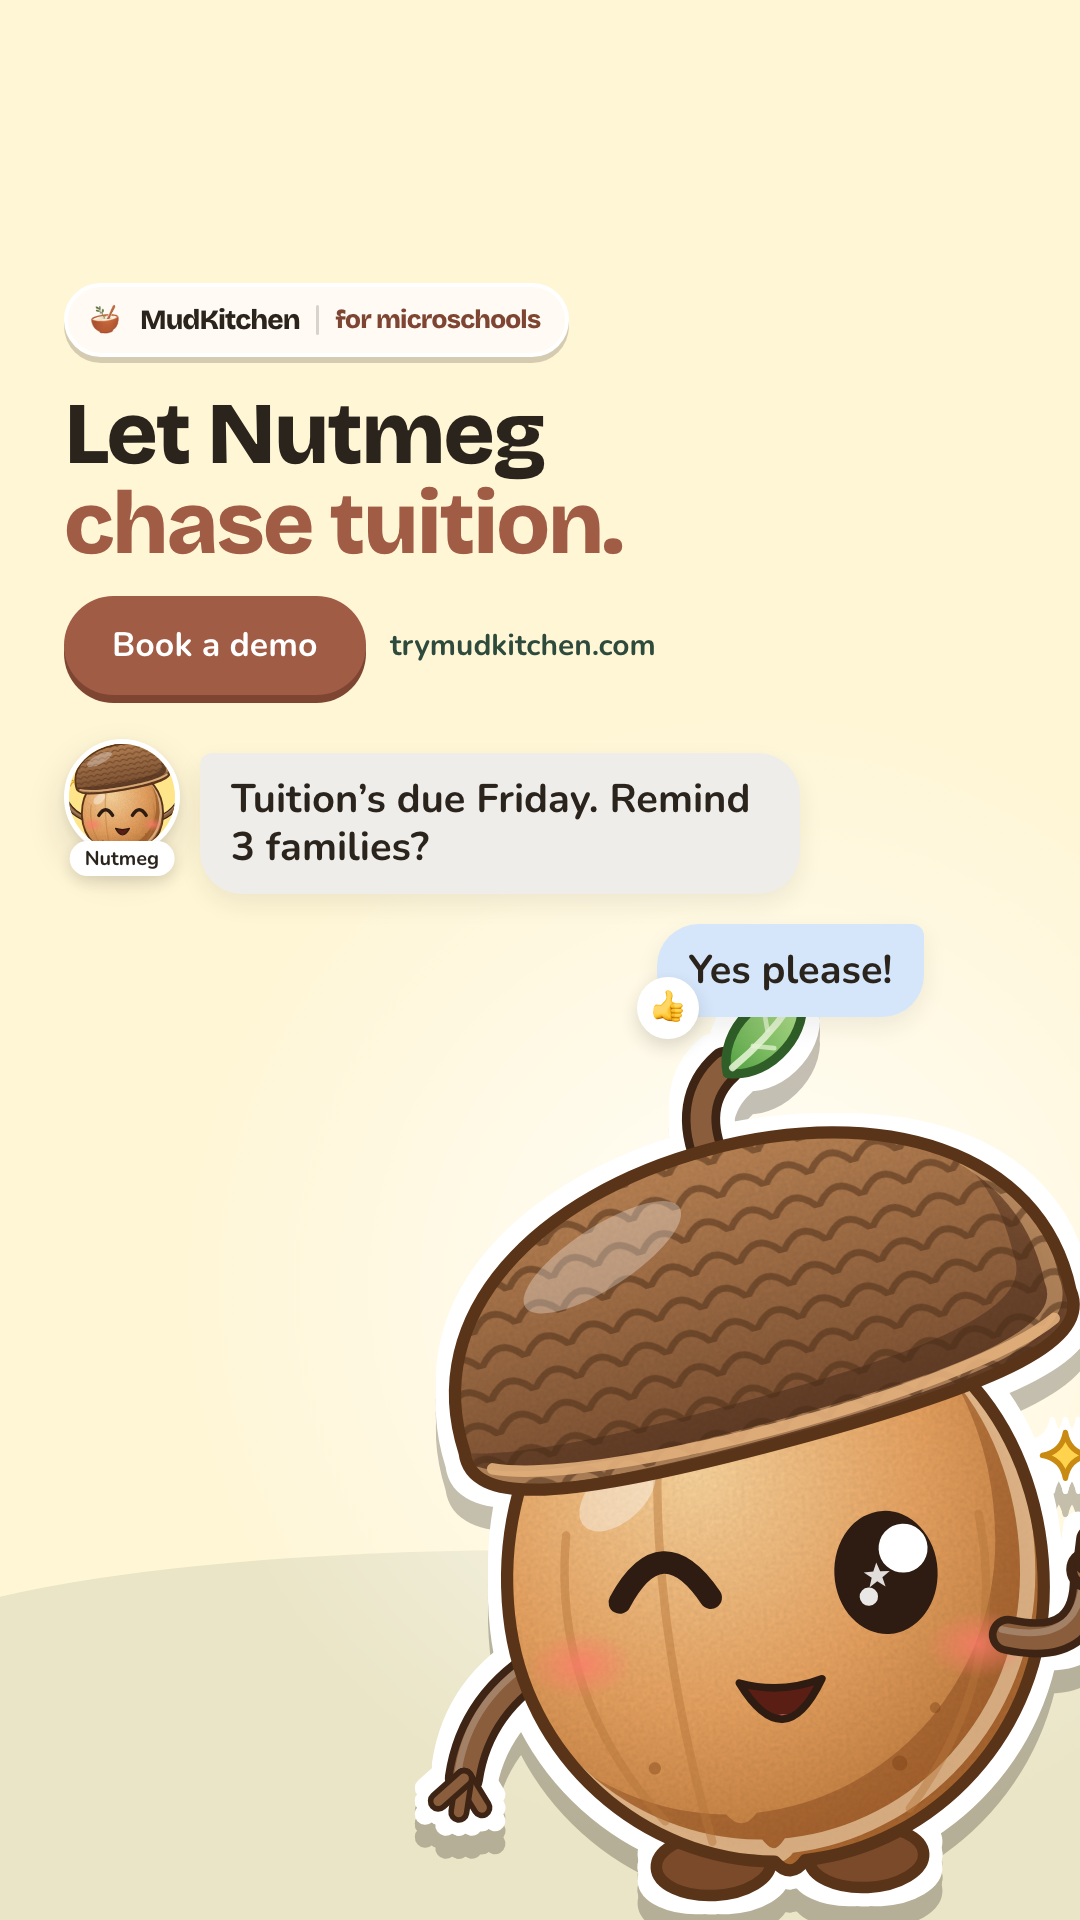 MudKitchen | for microschools
Let Nutmeg
chase tuition.
Book a demo
trymudkitchen.com
Nutmeg
Tuition’s due Friday. Remind
3 families?
Yes please!